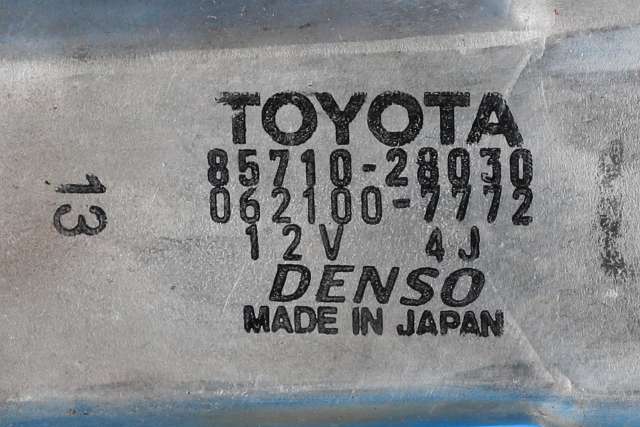 TOYOTA
85710-28030
062100-7772
12V 4J
DENSO
MADE IN JAPAN
13